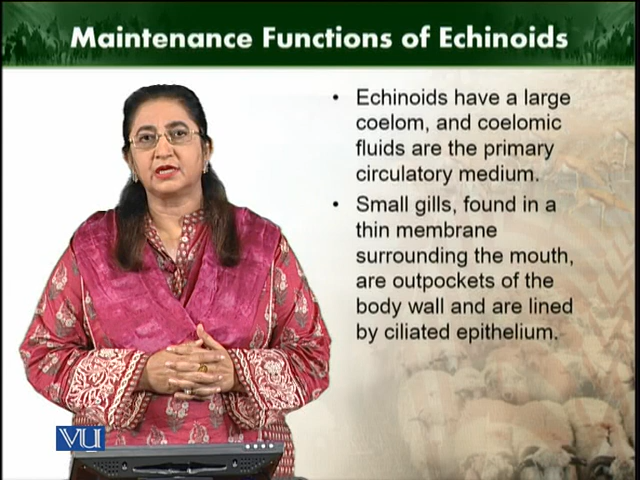 Maintenance Functions of Echinoids
• Echinoids have a large
coelom, and coelomic
fluids are the primary
circulatory medium.
• Small gills, found in a
thin membrane
surrounding the mouth,
are outpockets of the
body wall and are lined
by ciliated epithelium.
VU